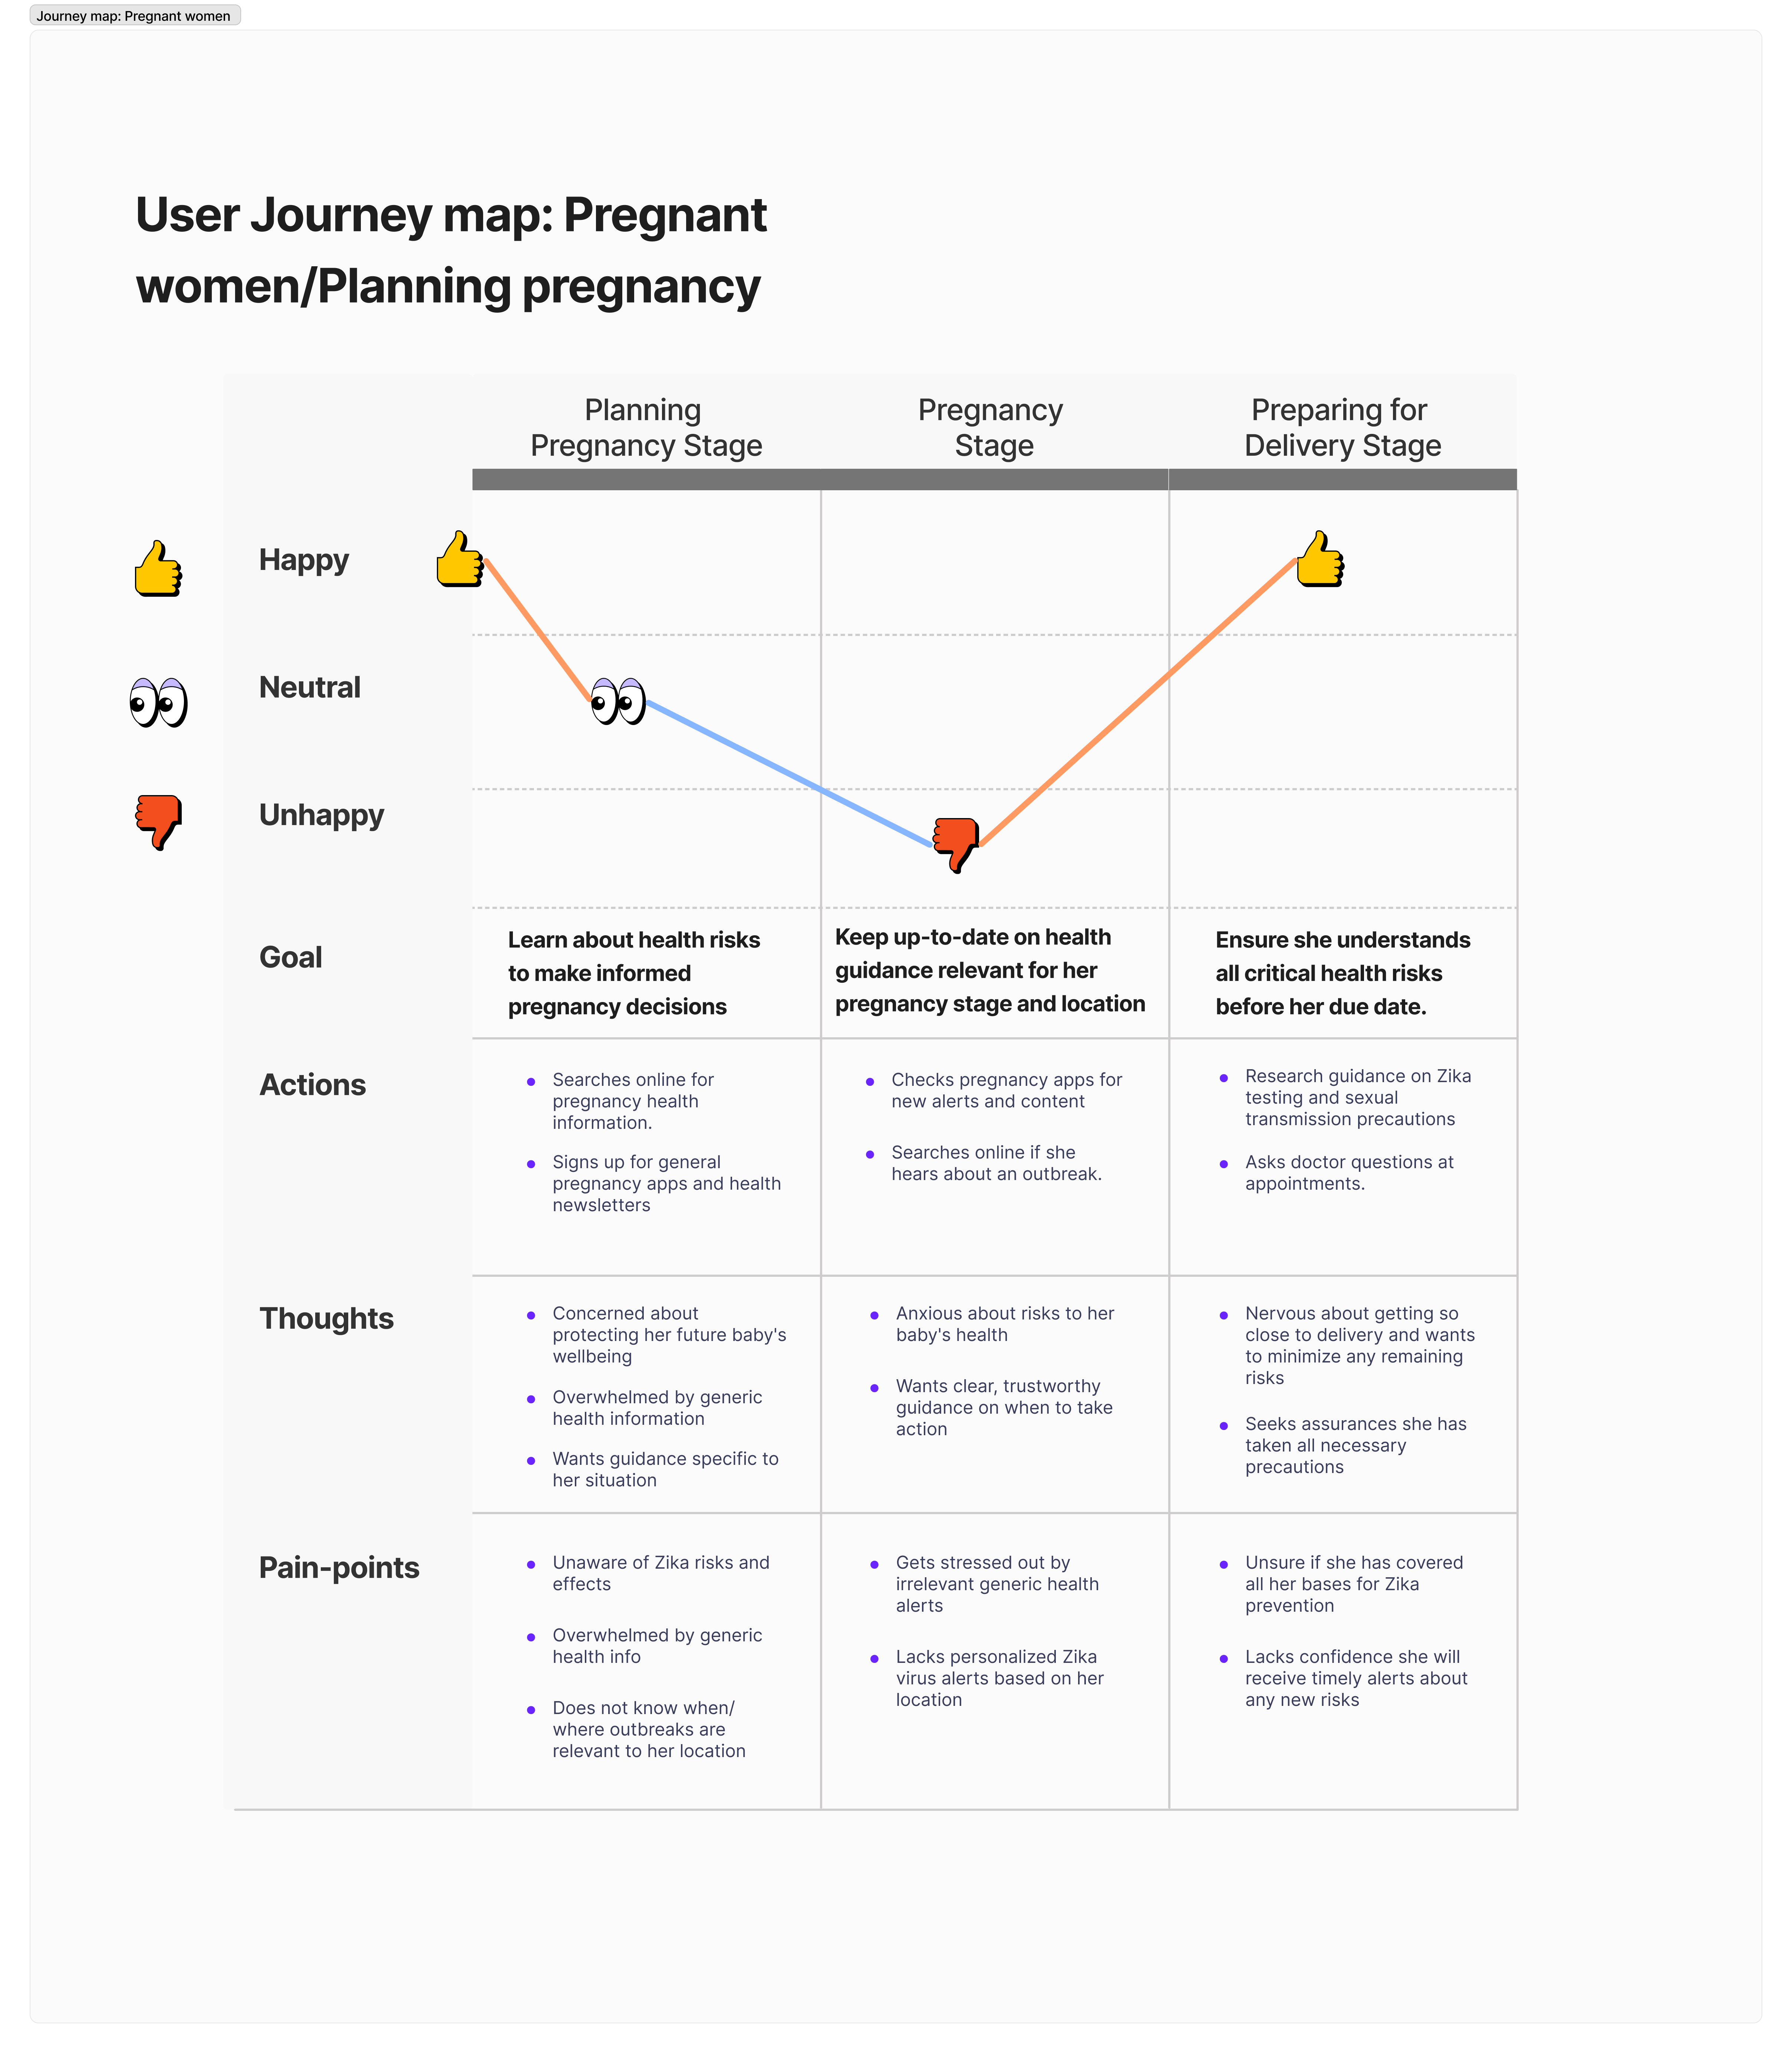 Journey map: Pregnant women
User Journey map: Pregnant
women/Planning pregnancy
Planning
Pregnancy Stage
Pregnancy
Stage
Preparing for
Delivery Stage
Happy
Neutral
Unhappy
Goal
Learn about health risks
to make informed
pregnancy decisions
Keep up-to-date on health
guidance relevant for her
pregnancy stage and location
Ensure she understands
all critical health risks
before her due date.
Actions
Searches online for
pregnancy health
information.
Signs up for general
pregnancy apps and health
newsletters
Checks pregnancy apps for
new alerts and content
Searches online if she
hears about an outbreak.
Research guidance on Zika
testing and sexual
transmission precautions
Asks doctor questions at
appointments.
Thoughts
Concerned about
protecting her future baby's
wellbeing
Overwhelmed by generic
health information
Wants guidance specific to
her situation
Anxious about risks to her
baby's health
Wants clear, trustworthy
guidance on when to take
action
Nervous about getting so
close to delivery and wants
to minimize any remaining
risks
Seeks assurances she has
taken all necessary
precautions
Pain-points
Unaware of Zika risks and
effects
Overwhelmed by generic
health info
Does not know when/
where outbreaks are
relevant to her location
Gets stressed out by
irrelevant generic health
alerts
Lacks personalized Zika
virus alerts based on her
location
Unsure if she has covered
all her bases for Zika
prevention
Lacks confidence she will
receive timely alerts about
any new risks